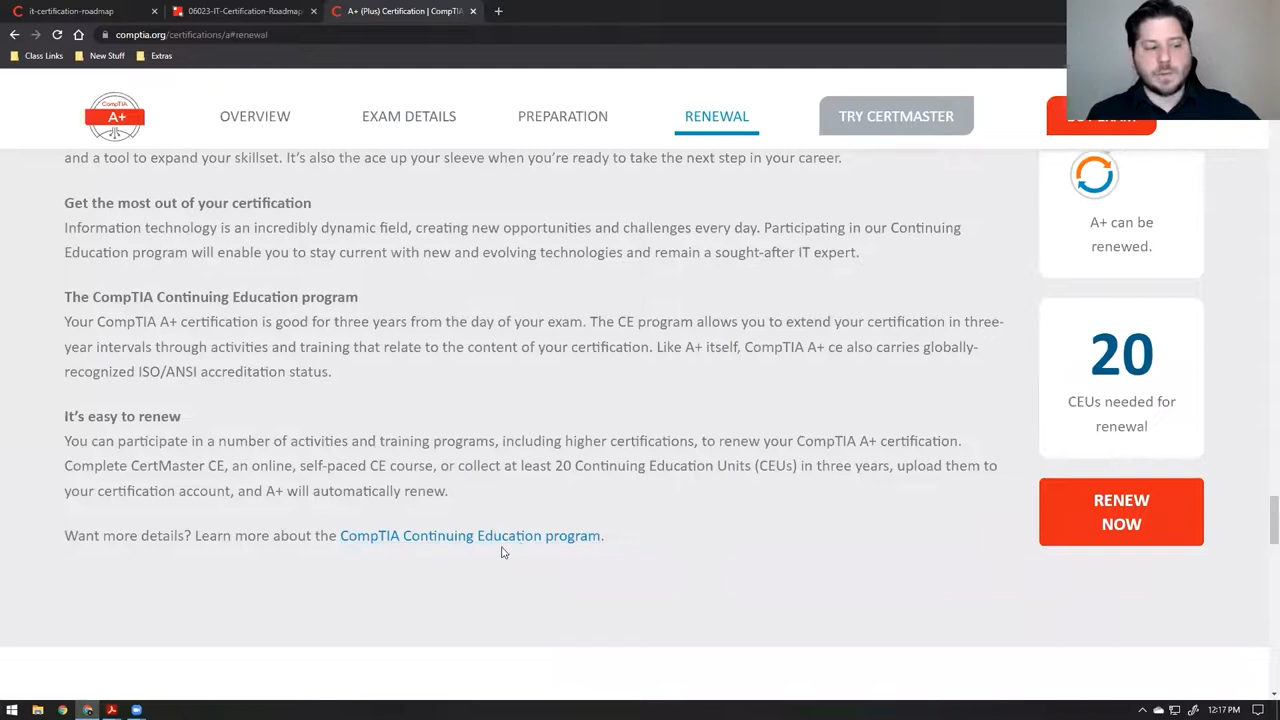 it-certification-roadmap
06023-IT-Certification-Roadmap
A+ (Plus) Certification | CompTIA
comptia.org/certifications/a#renewal
Class Links
New Stuff
Extras
CompTIA
A+
OVERVIEW
EXAM DETAILS
PREPARATION
RENEWAL
TRY CERTMASTER
and a tool to expand your skillset. It's also the ace up your sleeve when you're ready to take the next step in your career.
Get the most out of your certification
Information technology is an incredibly dynamic field, creating new opportunities and challenges every day. Participating in our Continuing
Education program will enable you to stay current with new and evolving technologies and remain a sought-after IT expert.
The CompTIA Continuing Education program
Your CompTIA A+ certification is good for three years from the day of your exam. The CE program allows you to extend your certification in three-
year intervals through activities and training that relate to the content of your certification. Like A+ itself, CompTIA A+ ce also carries globally-
recognized ISO/ANSI accreditation status.
It's easy to renew
You can participate in a number of activities and training programs, including higher certifications, to renew your CompTIA A+ certification.
Complete CertMaster CE, an online, self-paced CE course, or collect at least 20 Continuing Education Units (CEUs) in three years, upload them to
your certification account, and A+ will automatically renew.
Want more details? Learn more about the CompTIA Continuing Education program.
A+ can be
renewed.
20
CEUs needed for
renewal
RENEW
NOW
12:17 PM